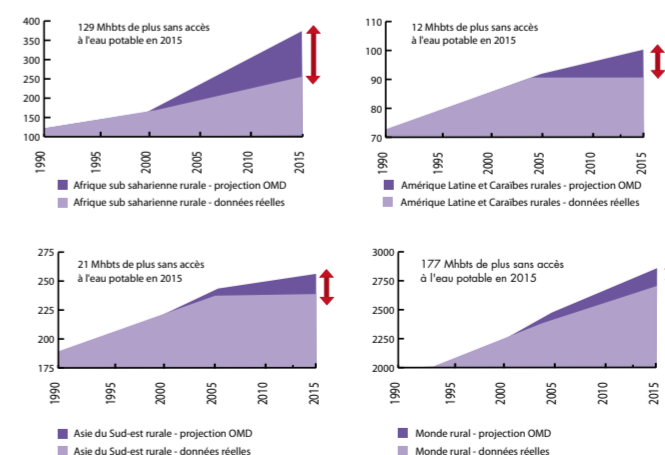 129 Mhbts de plus sans accès
à l'eau potable en 2015
400
350
300
250
200
150
100
1990
1995
2000
2005
2010
2015
Afrique sub saharienne rurale - projection OMD
Afrique sub saharienne rurale - données réelles
12 Mhbts de plus sans accès
à l'eau potable en 2015
110
100
90
80
70
1990
1995
2000
2005
2010
2015
Amérique Latine et Caraïbes rurales - projection OMD
Amérique Latine et Caraïbes rurales - données réelles
21 Mhbts de plus sans accès
à l'eau potable en 2015
275
250
225
200
175
1990
1995
2000
2005
2010
2015
Asie du Sud-est rurale - projection OMD
Asie du Sud-est rurale - données réelles
177 Mhbts de plus sans accès
à l'eau potable en 2015
3000
2750
2500
2250
2000
1990
1995
2000
2005
2010
2015
Monde rural - projection OMD
Monde rural - données réelles